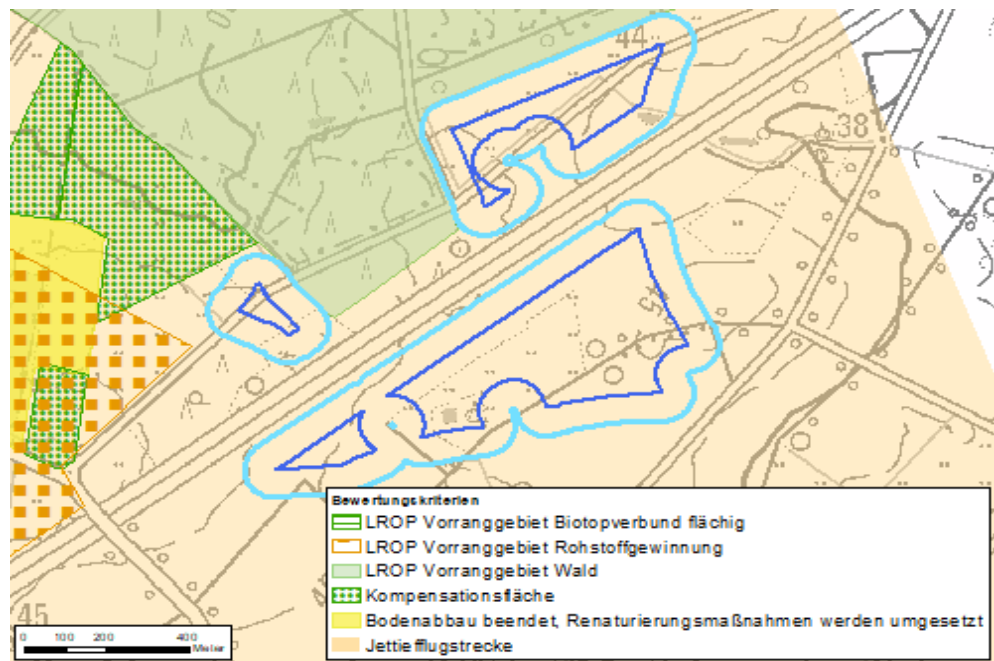 44
38
Bewertungskriterien
LROP Vorranggebiet Biotopverbund flächig
LROP Vorranggebiet Rohstoffgewinnung
LROP Vorranggebiet Wald
Kompensationsfläche
Bodenabbau beendet, Renaturierungsmaßnahmen werden umgesetzt
Jettiefflugstrecke
45
0 100 200 400
Meter